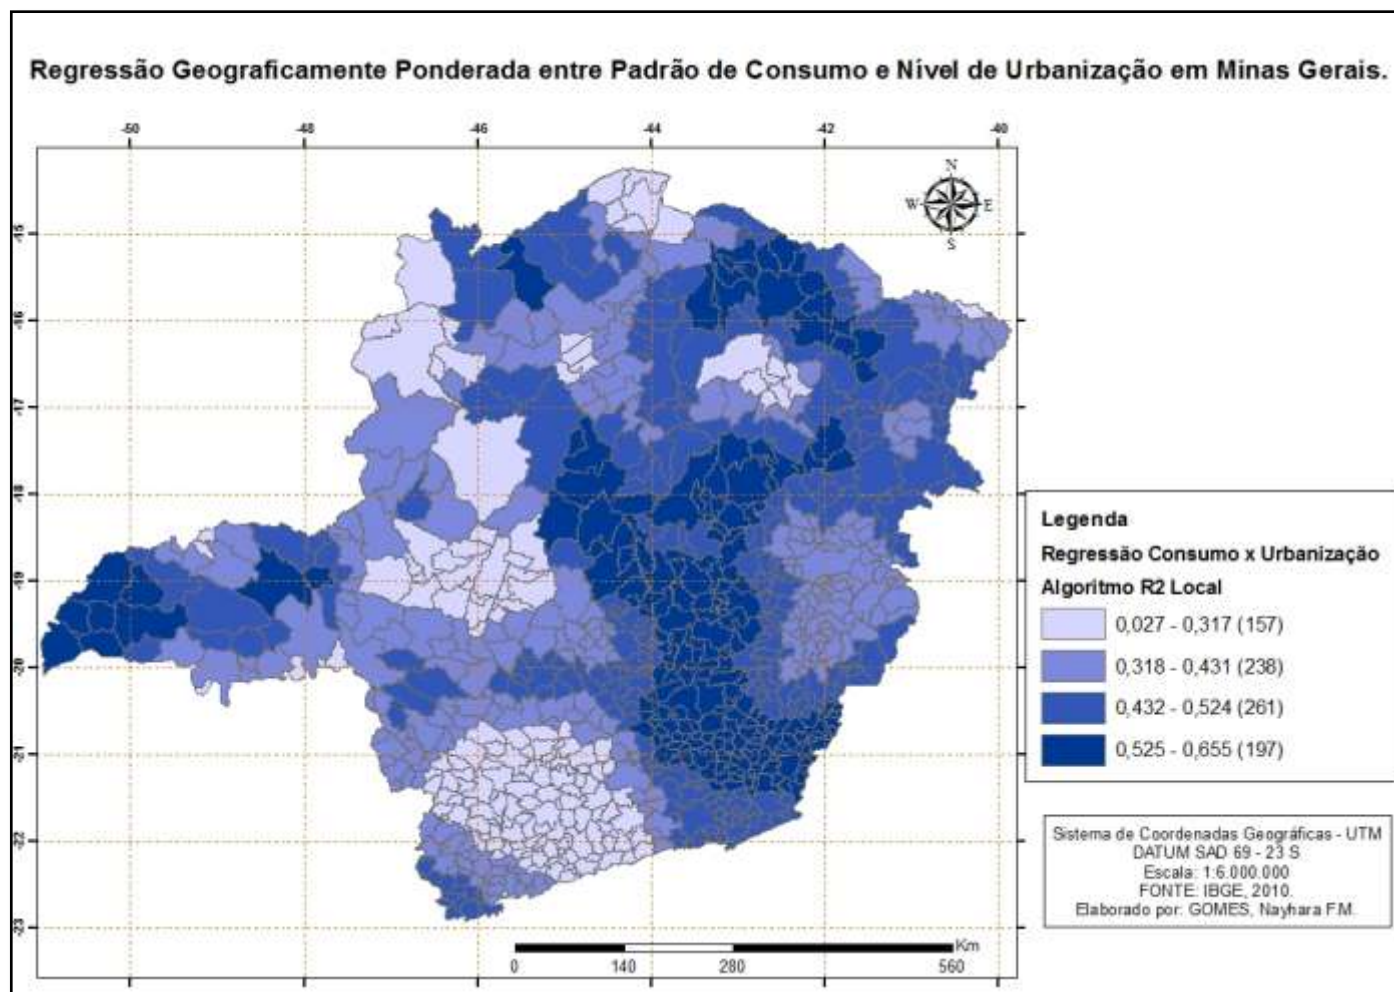 Regressão Geograficamente Ponderada entre Padrão de Consumo e Nível de Urbanização em Minas Gerais.
-50 -48 -46 -44 -42 -40
N
W E
S
-15
-16
-17
-18
-19
-20
-21
-22
-23
Legenda
Regressão Consumo x Urbanização
Algoritmo R2 Local
0,027 - 0,317 (157)
0,318 - 0,431 (238)
0,432 - 0,524 (261)
0,525 - 0,655 (197)
Sistema de Coordenadas Geográficas - UTM
DATUM SAD 69 - 23 S
Escala: 1:6.000.000
FONTE: IBGE, 2010.
Elaborado por: GOMES, Nayhara F.M.
Km
0 140 280 560